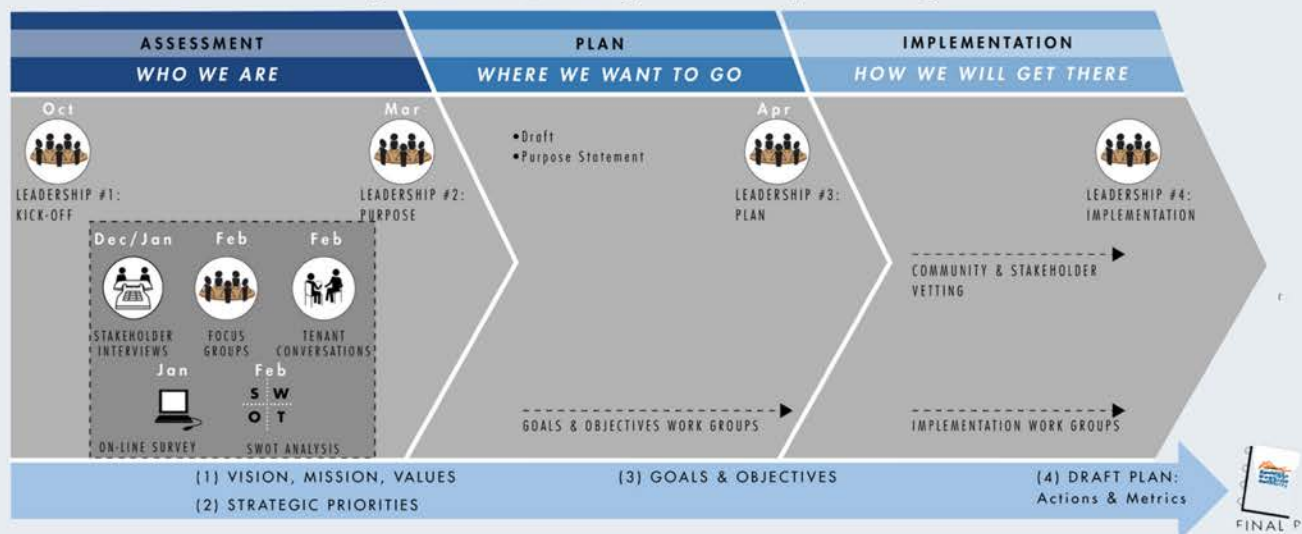 ASSESSMENT
WHO WE ARE
PLAN
WHERE WE WANT TO GO
IMPLEMENTATION
HOW WE WILL GET THERE
Oct
LEADERSHIP #1:
KICK-OFF
Mar
LEADERSHIP #2:
PURPOSE
Dec/Jan
STAKEHOLDER
INTERVIEWS
Feb
FOCUS
GROUPS
Feb
TENANT
CONVERSATIONS
Jan
ON-LINE SURVEY
Feb
S W
O T
SWOT ANALYSIS
•Draft
•Purpose Statement
Apr
LEADERSHIP #3:
PLAN
GOALS & OBJECTIVES WORK GROUPS
LEADERSHIP #4:
IMPLEMENTATION
COMMUNITY & STAKEHOLDER
VETTING
IMPLEMENTATION WORK GROUPS
(1) VISION, MISSION, VALUES
(2) STRATEGIC PRIORITIES
(3) GOALS & OBJECTIVES
(4) DRAFT PLAN:
Actions & Metrics
FINAL P